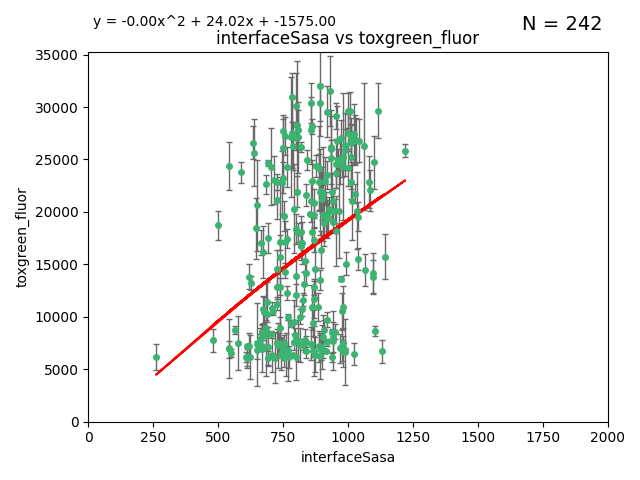 y = -0.00x^2 + 24.02x + -1575.00
N = 242
interfaceSasa vs toxgreen_fluor
35000
30000
25000
20000
15000
10000
5000
0
toxgreen_fluor
0 250 500 750 1000 1250 1500 1750 2000
interfaceSasa